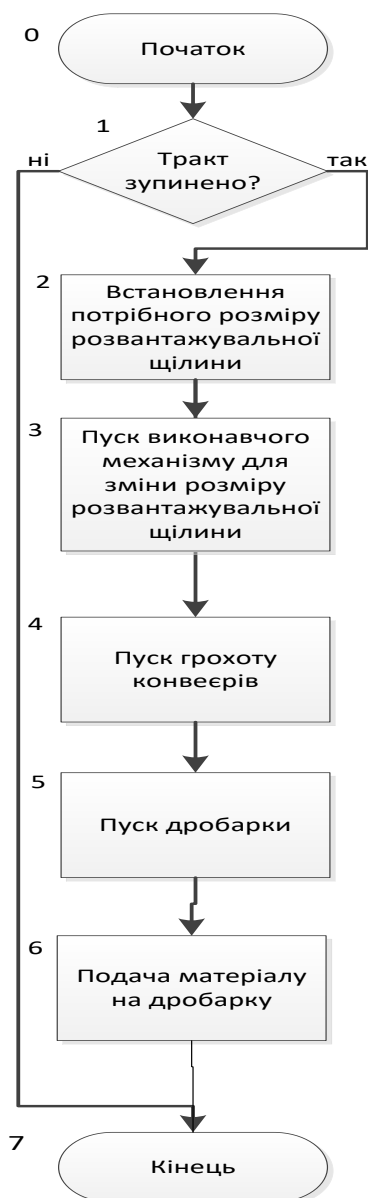 0
Початок
1
ні
Тракт
зупинено?
так
2
Встановлення
потрібного розміру
розвантажувальної
щілини
3
Пуск виконавчого
механізму для
зміни розміру
розвантажувальної
щілини
4
Пуск грохоту
конвеєрів
5
Пуск дробарки
6
Подача матеріалу
на дробарку
7
Кінець